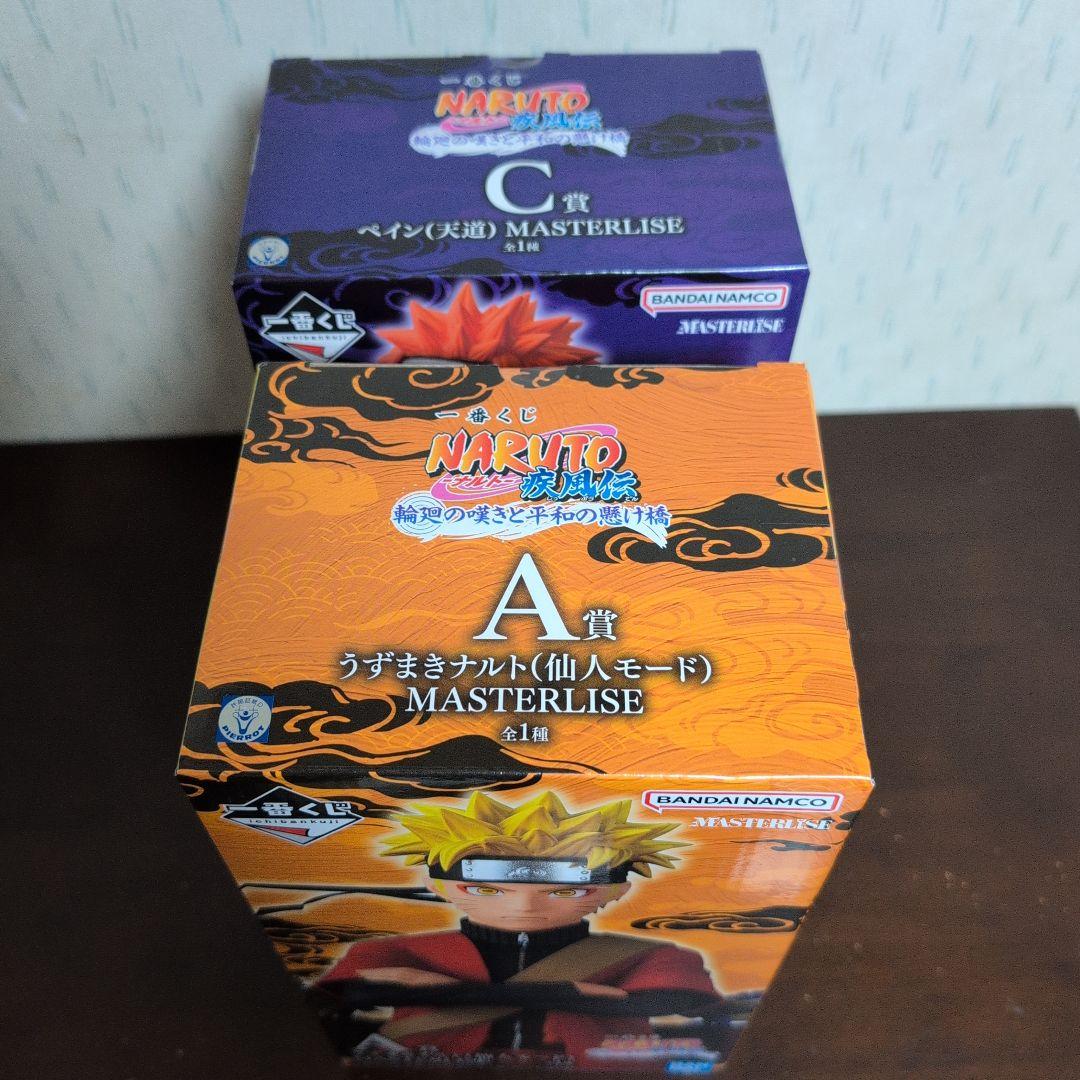 一番くじ
NARUTO
疾風伝
輪廻の嘆きと平和の懸け橋
C賞
ペイン(天道) MASTERLISE
全1種
PIERROT
BANDAI NAMCO
MASTERLISE
一番くじ
ichibankuji
一番くじ
NARUTO
-ナルト-
疾風伝
輪廻の嘆きと平和の懸け橋
A賞
うずまきナルト(仙人モード)
MASTERLISE
全1種
PIERROT
一番くじ
ichibankuji
BANDAI NAMCO
MASTERLISE